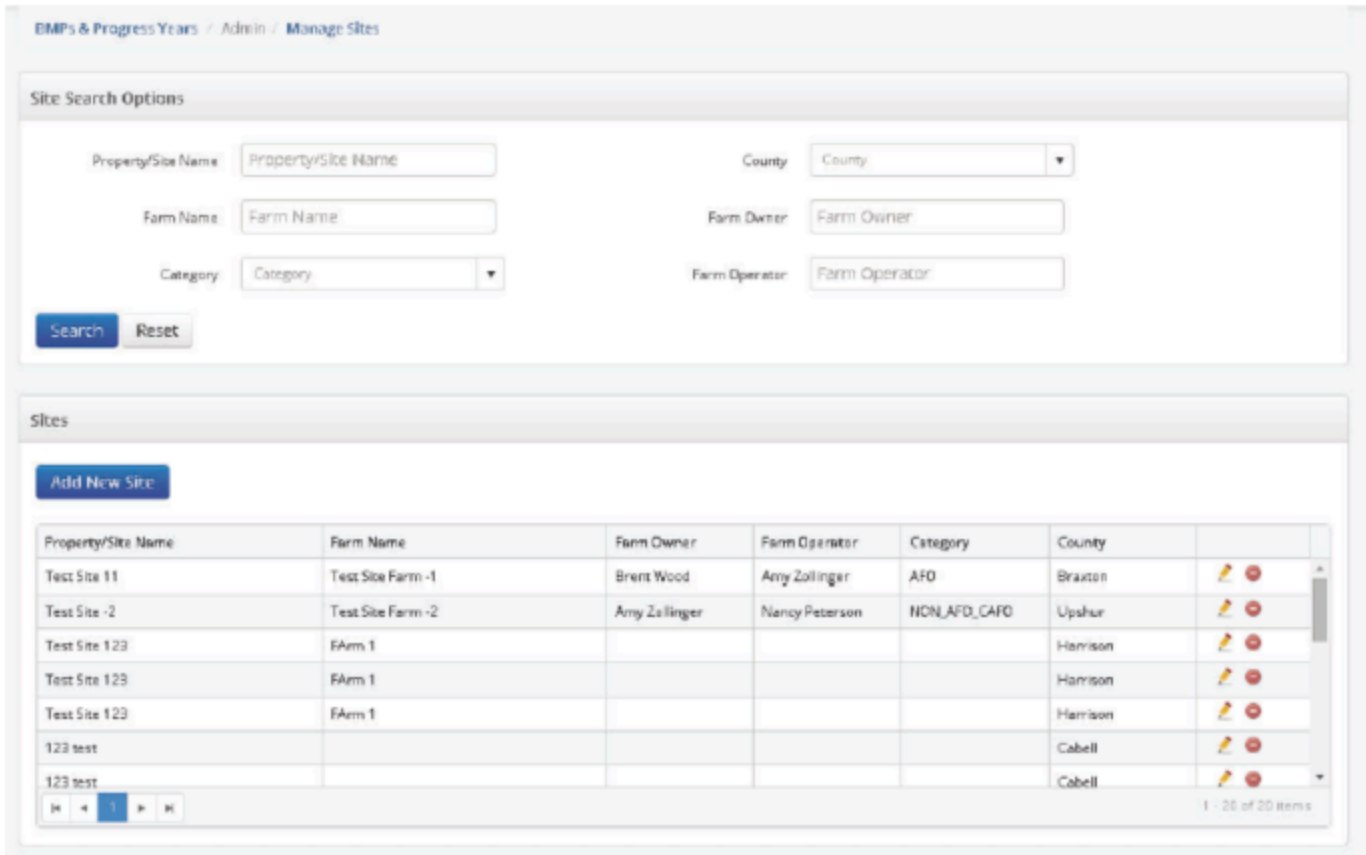 BMPs & Progress Years / Admin / Manage Sites
Site Search Options
Property/Site Name Property/Site Name County County
Farm Name Farm Name Farm Owner Farm Owner
Category Category Farm Operator Farm Operator
Search Reset
Sites
Add New Site
Property/Site Name Farm Name Farm Owner Farm Operator Category County
Test Site 11 Test Site Farm -1 Brent Wood Amy Zollinger AFO Braxton
Test Site -2 Test Site Farm -2 Amy Zollinger Nancy Peterson NON_AFO_CAFO Upshur
Test Site 123 FArm 1 Harrison
Test Site 123 FArm 1 Harrison
Test Site 123 FArm 1 Harrison
123 test Cabell
123 test Cabell
1 1 - 20 of 20 items